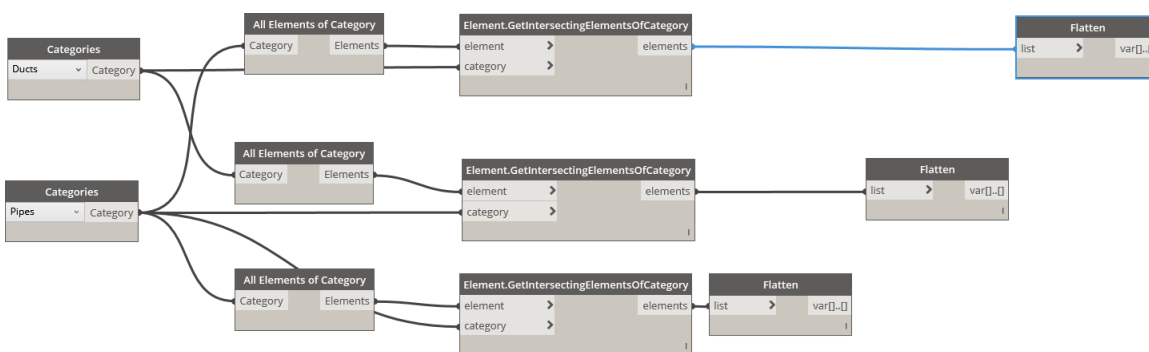 Categories
Ducts Category
All Elements of Category
Category Elements
Element.GetIntersectingElementsOfCategory
element elements
category
Flatten
list var[]..[]
Categories
Pipes Category
All Elements of Category
Category Elements
Element.GetIntersectingElementsOfCategory
element elements
category
Flatten
list var[]..[]
All Elements of Category
Category Elements
Element.GetIntersectingElementsOfCategory
element elements
category
Flatten
list var[]..[]